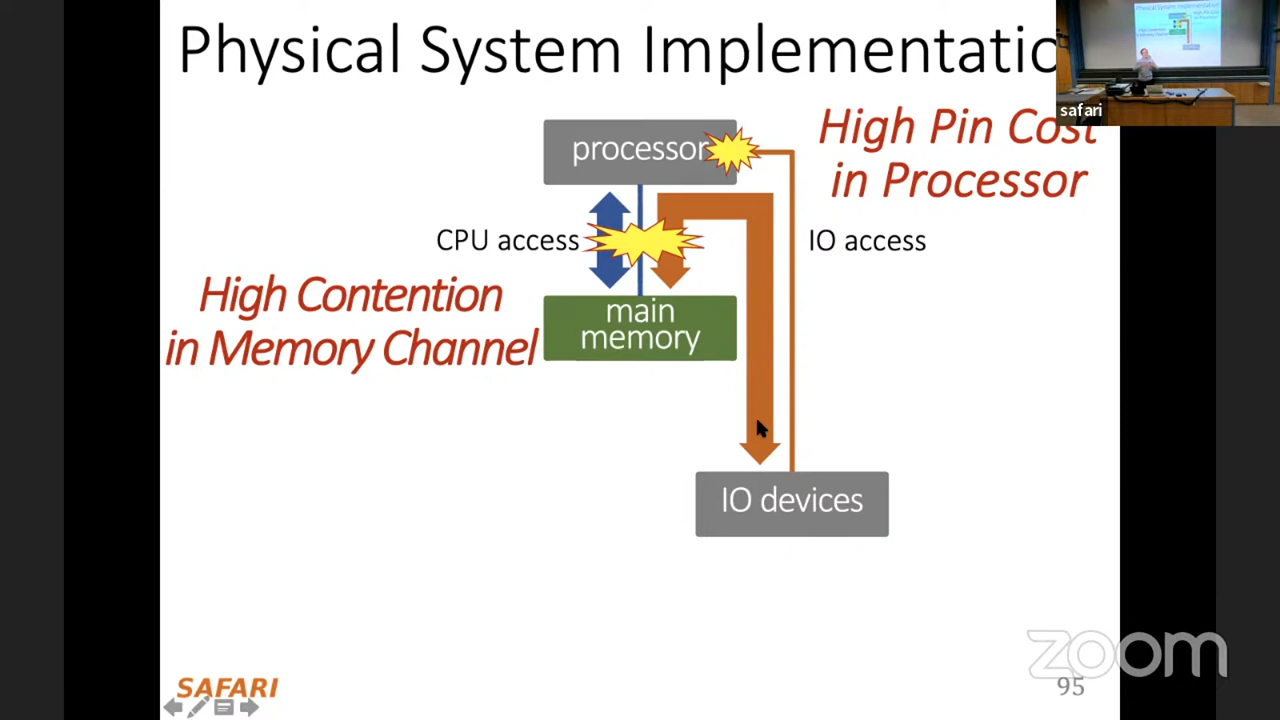 Physical System Implementatio
safari
High Pin Cost
in Processor
processor
CPU access
IO access
High Contention
in Memory Channel
main
memory
IO devices
zoom
SAFARI
95